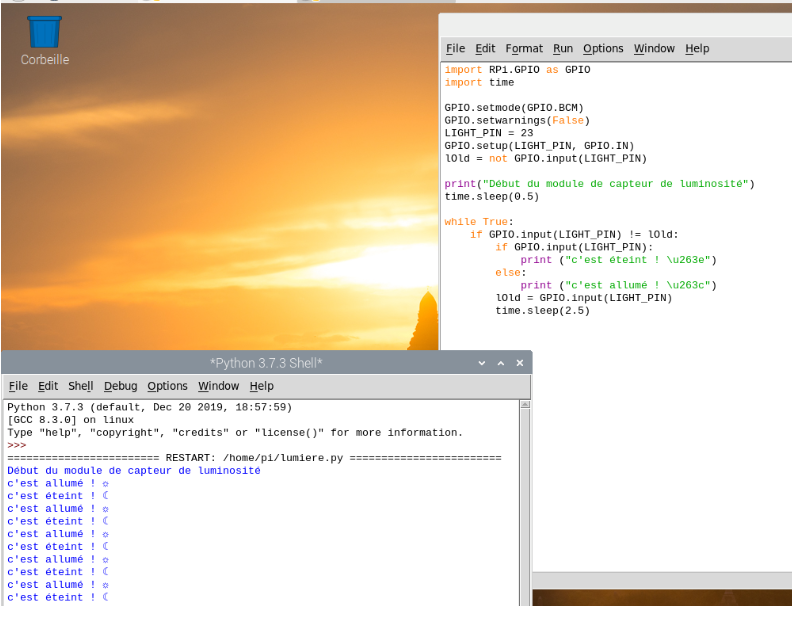 Corbeille
File Edit Format Run Options Window Help
import RPi.GPIO as GPIO
import time
GPIO.setmode(GPIO.BCM)
GPIO.setwarnings(False)
LIGHT_PIN = 23
GPIO.setup(LIGHT_PIN, GPIO.IN)
lOld = not GPIO.input(LIGHT_PIN)
print("Début du module de capteur de luminosité")
time.sleep(0.5)
while True:
    if GPIO.input(LIGHT_PIN) != lOld:
        if GPIO.input(LIGHT_PIN):
            print ("c'est éteint ! \u263e")
        else:
            print ("c'est allumé ! \u263c")
        lOld = GPIO.input(LIGHT_PIN)
        time.sleep(2.5)
*Python 3.7.3 Shell*
File Edit Shell Debug Options Window Help
Python 3.7.3 (default, Dec 20 2019, 18:57:59)
[GCC 8.3.0] on linux
Type "help", "copyright", "credits" or "license()" for more information.
>>>
======================== RESTART: /home/pi/lumiere.py ========================
Début du module de capteur de luminosité
c'est allumé ! ☼
c'est éteint ! ☾
c'est allumé ! ☼
c'est éteint ! ☾
c'est allumé ! ☼
c'est éteint ! ☾
c'est allumé ! ☼
c'est éteint ! ☾
c'est allumé ! ☼
c'est éteint ! ☾